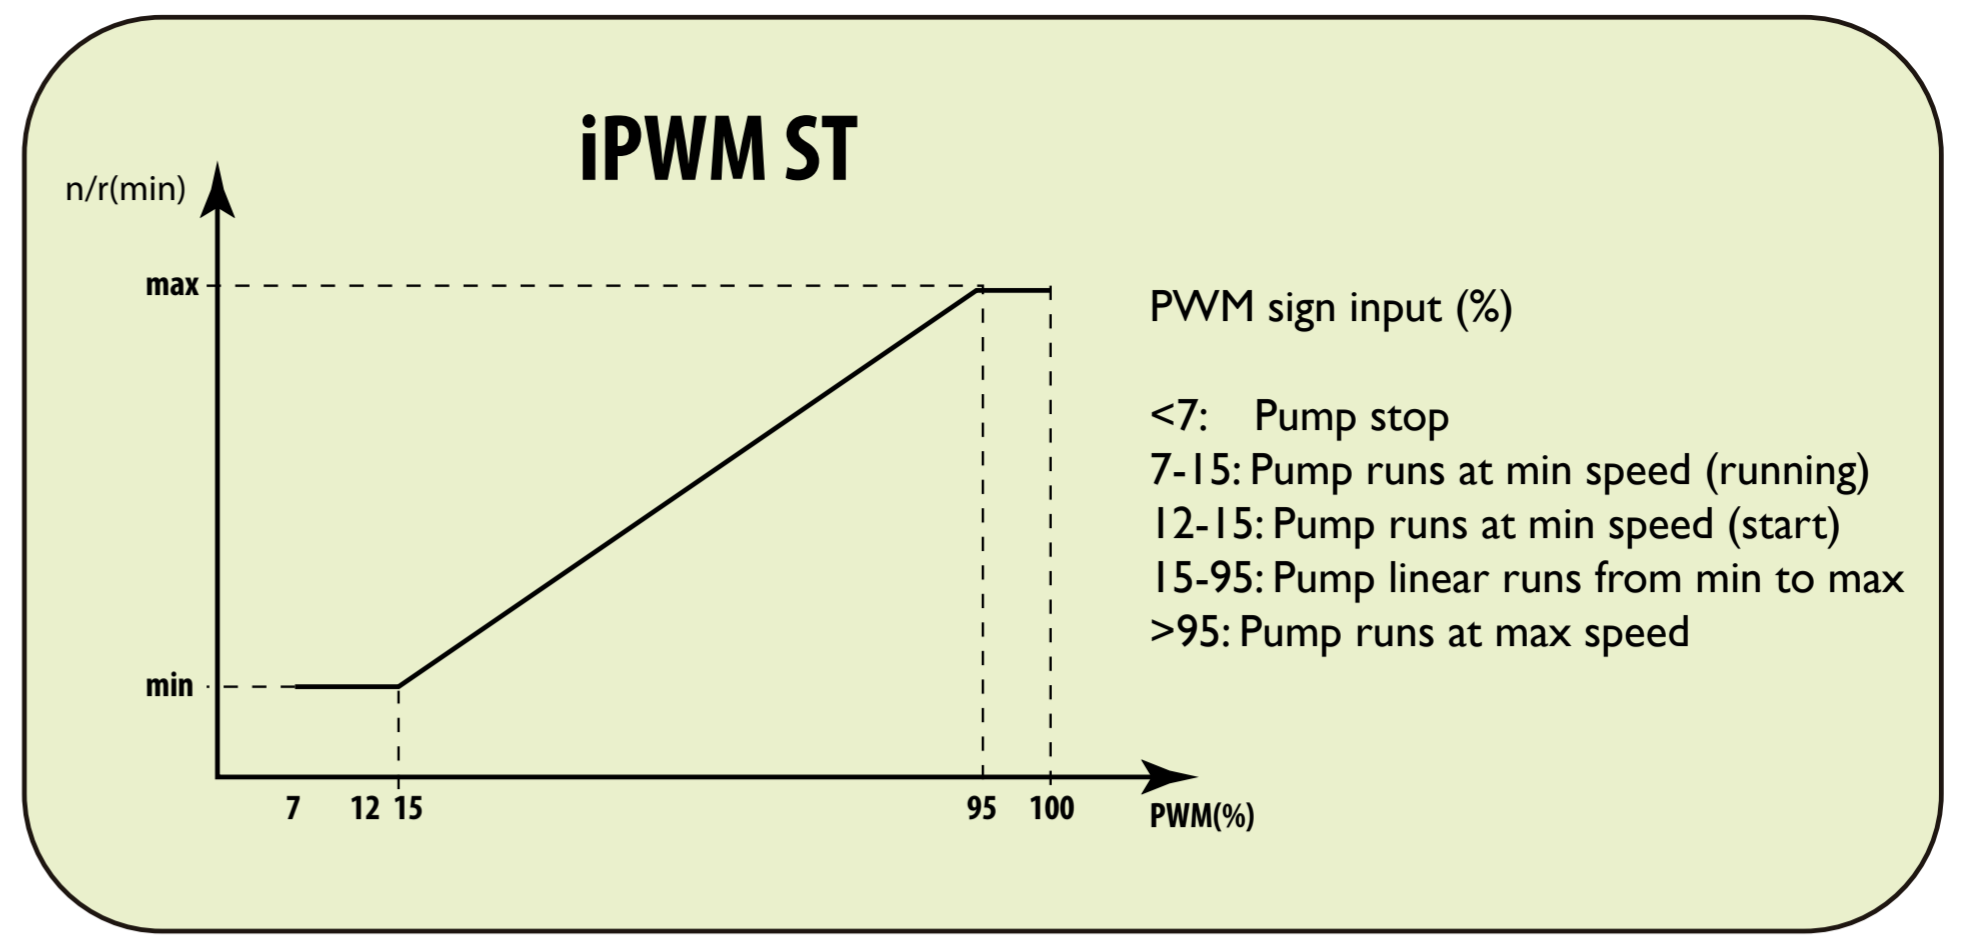 iPWM ST
n/r(min)
max
min
7 12 15 95 100
PWM(%)
PWM sign input (%)
<7: Pump stop
7-15: Pump runs at min speed (running)
12-15: Pump runs at min speed (start)
15-95: Pump linear runs from min to max
>95: Pump runs at max speed